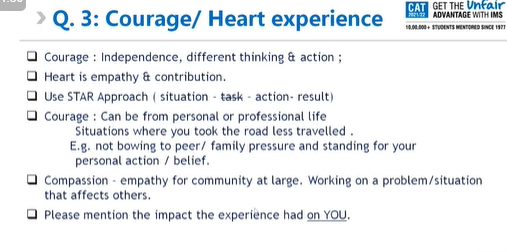 Q. 3: Courage/ Heart experience
CAT 2021/22 GET THE Unfair ADVANTAGE WITH IMS
10,00,000+ STUDENTS MENTORED SINCE 1977
Courage : Independence, different thinking & action ;
Heart is empathy & contribution.
Use STAR Approach ( situation - task - action- result)
Courage : Can be from personal or professional life
Situations where you took the road less travelled .
E.g. not bowing to peer/ family pressure and standing for your
personal action / belief.
Compassion - empathy for community at large. Working on a problem/situation
that affects others.
Please mention the impact the experience had on YOU.